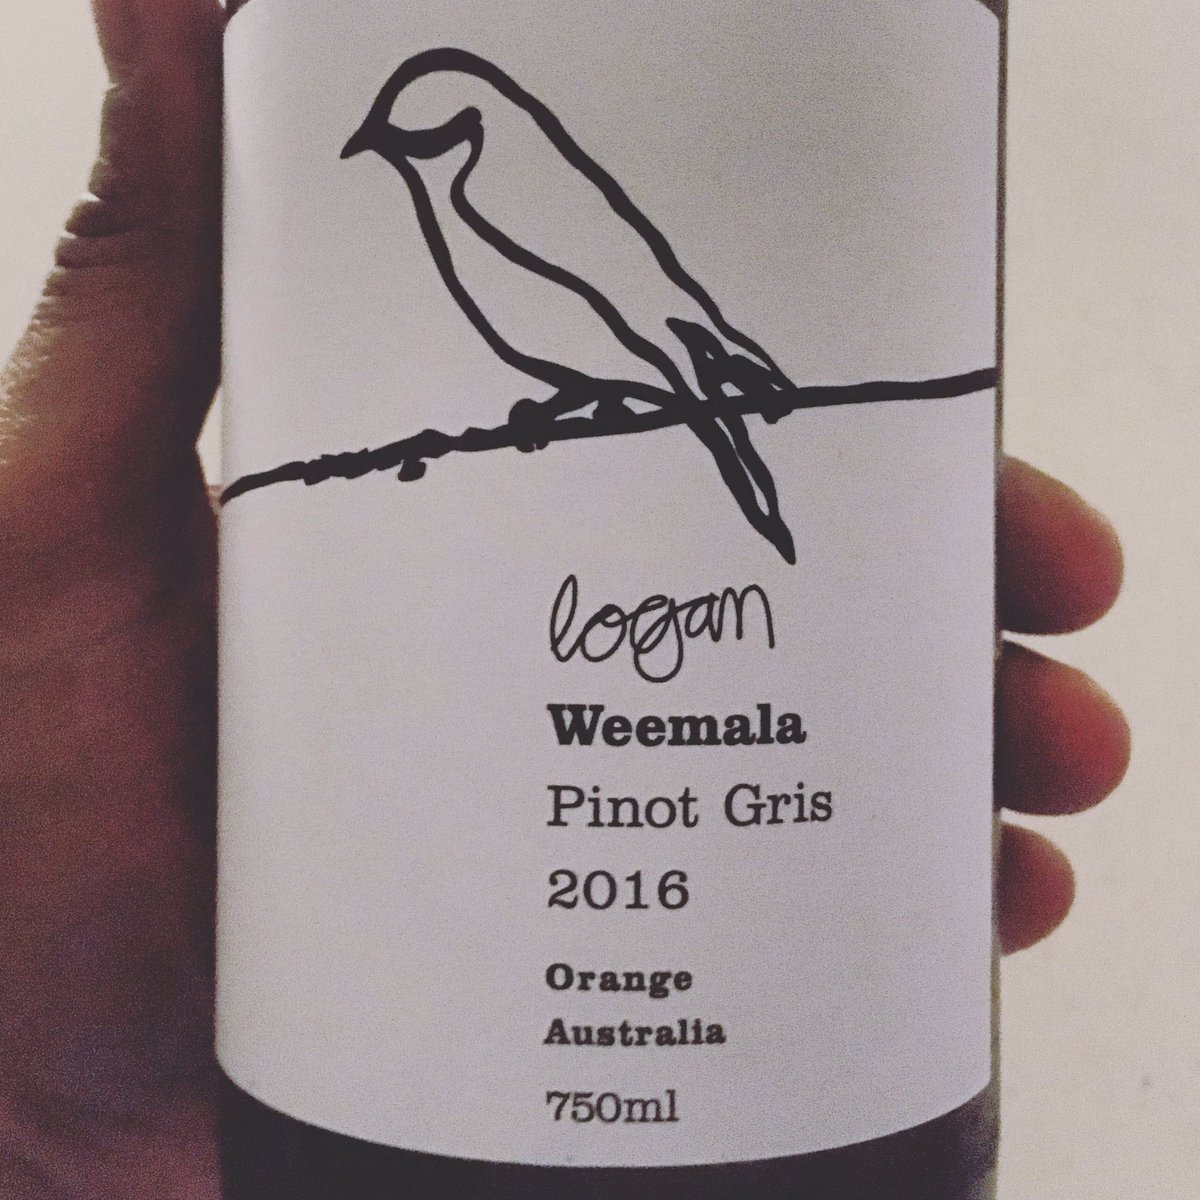 logan
Weemala
Pinot Gris
2016
Orange
Australia
750ml